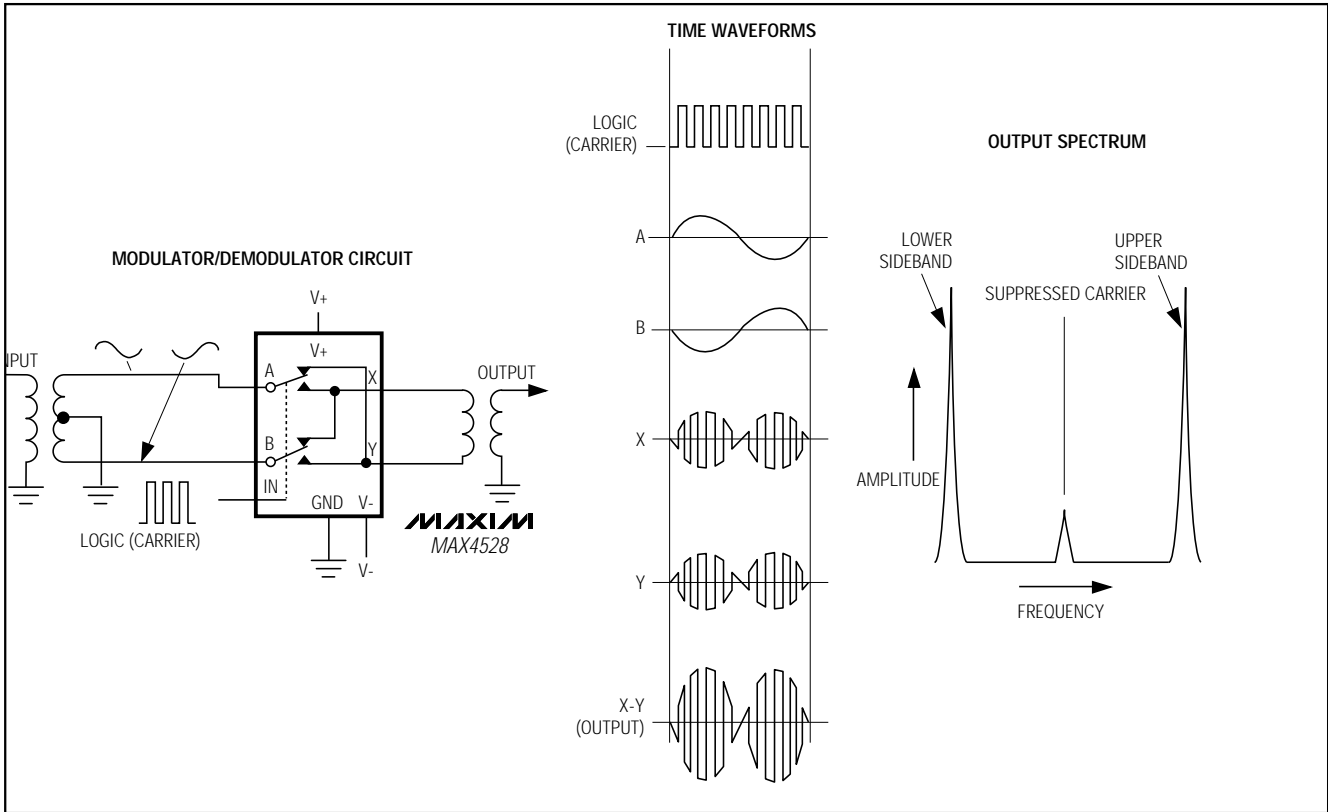 TIME WAVEFORMS
LOGIC
(CARRIER)
OUTPUT SPECTRUM
A
LOWER
SIDEBAND
UPPER
SIDEBAND
MODULATOR/DEMODULATOR CIRCUIT
SUPPRESSED CARRIER
V+
B
V+
NPUT
A
X
OUTPUT
B
Y
X
AMPLITUDE
IN
GND
V-
LOGIC (CARRIER)
MAXIM
MAX4528
V-
Y
FREQUENCY
X-Y
(OUTPUT)